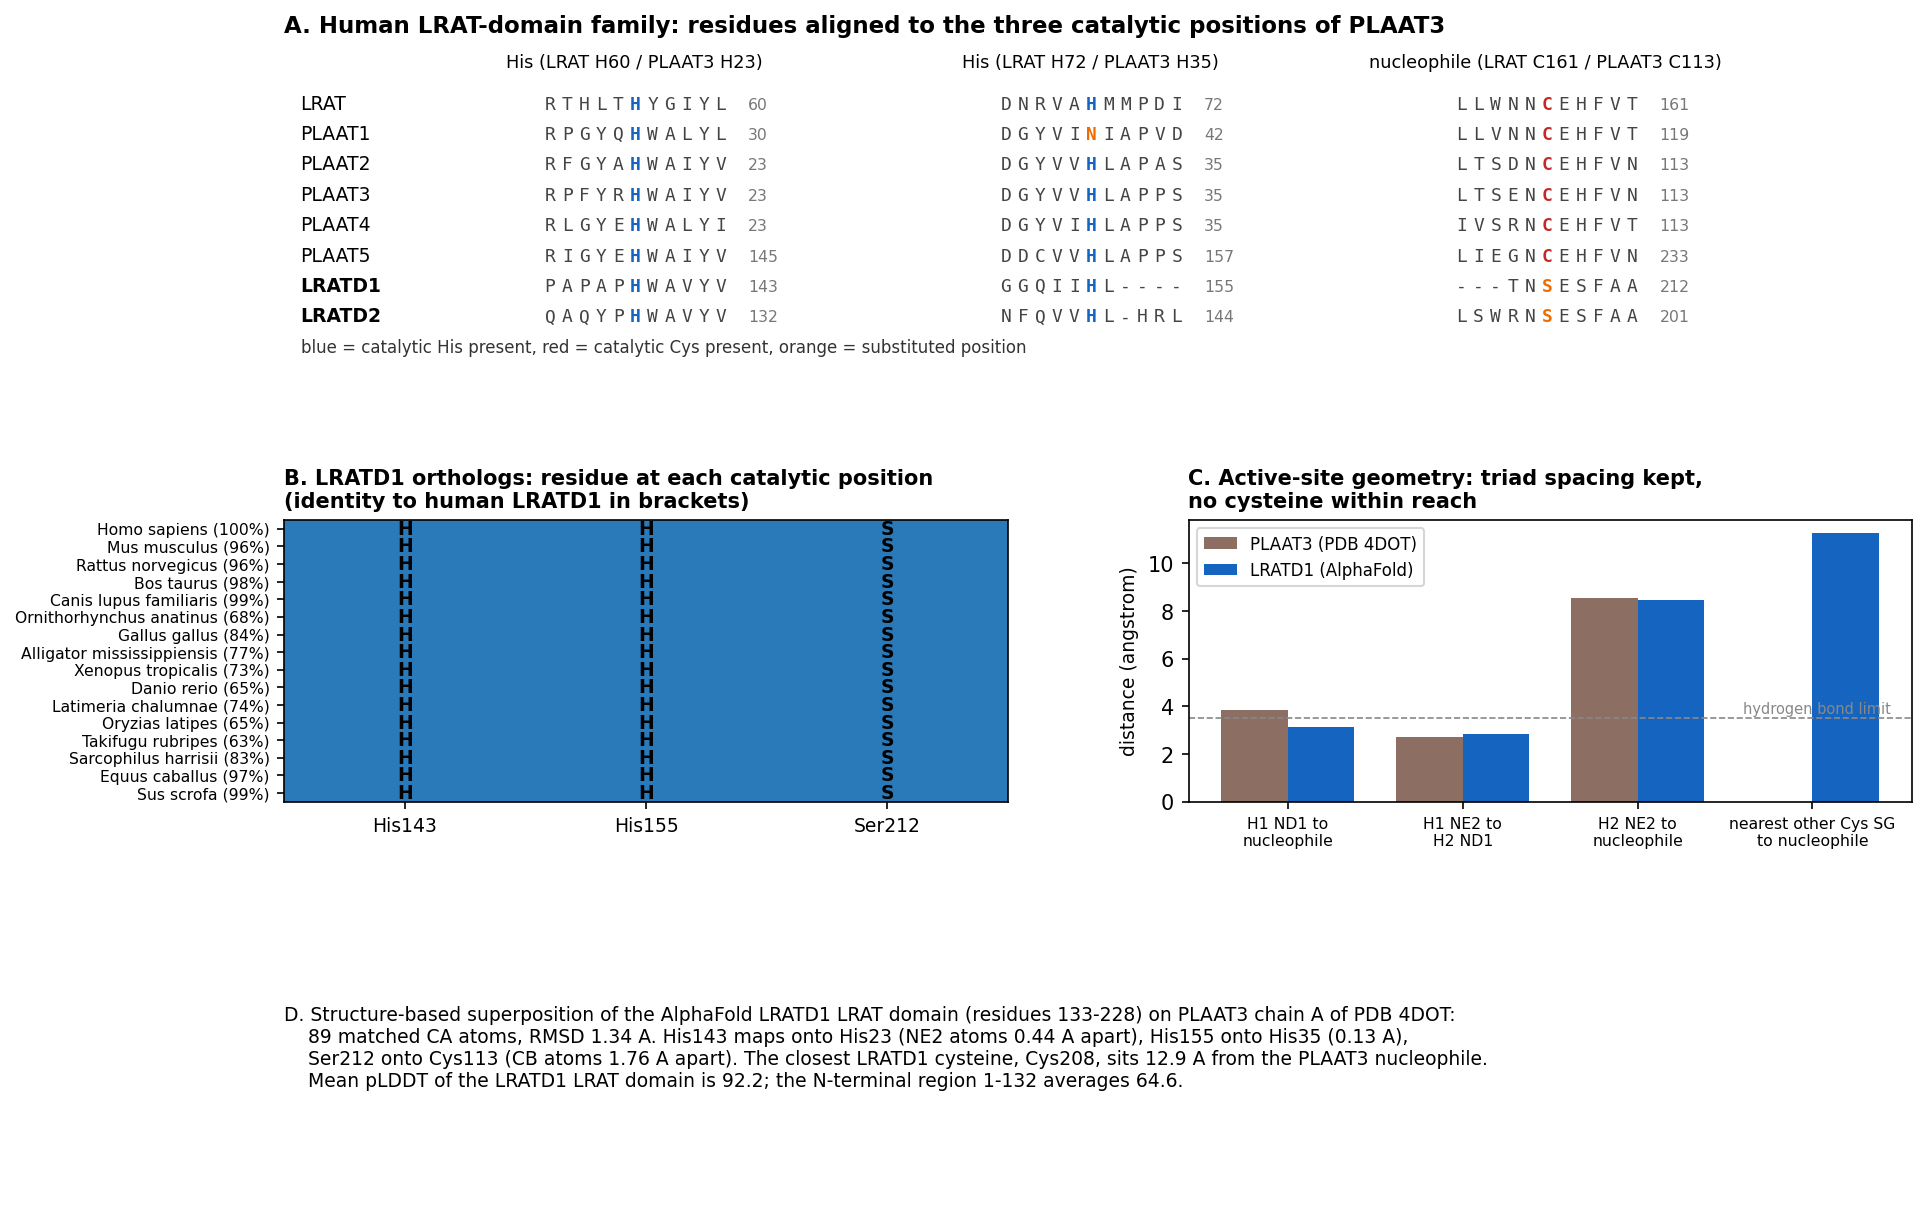 A. Human LRAT-domain family: residues aligned to the three catalytic positions of PLAAT3
His (LRAT H60 / PLAAT3 H23) His (LRAT H72 / PLAAT3 H35) nucleophile (LRAT C161 / PLAAT3 C113)
LRAT R T H L T H Y G I Y L 60 D N R V A H M M P D I 72 L L W N N C E H F V T 161
PLAAT1 R P G Y Q H W A L Y L 30 D G Y V I N I A P V D 42 L L V N N C E H F V T 119
PLAAT2 R F G Y A H W A I Y V 23 D G Y V V H L A P A S 35 L T S D N C E H F V N 113
PLAAT3 R P F Y R H W A I Y V 23 D G Y V V H L A P P S 35 L T S E N C E H F V N 113
PLAAT4 R L G Y E H W A L Y I 23 D G Y V I H L A P P S 35 I V S R N C E H F V T 113
PLAAT5 R I G Y E H W A I Y V 145 D D C V V H L A P P S 157 L I E G N C E H F V N 233
LRATD1 P A P A P H W A V Y V 143 G G Q I I H L - - - - 155 - - - T N S E S F A A 212
LRATD2 Q A Q Y P H W A V Y V 132 N F Q V V H L - H R L 144 L S W R N S E S F A A 201
blue = catalytic His present, red = catalytic Cys present, orange = substituted position
B. LRATD1 orthologs: residue at each catalytic position
(identity to human LRATD1 in brackets)
Homo sapiens (100%) H H S
Mus musculus (96%) H H S
Rattus norvegicus (96%) H H S
Bos taurus (98%) H H S
Canis lupus familiaris (99%) H H S
Ornithorhynchus anatinus (68%) H H S
Gallus gallus (84%) H H S
Alligator mississippiensis (77%) H H S
Xenopus tropicalis (73%) H H S
Danio rerio (65%) H H S
Latimeria chalumnae (74%) H H S
Oryzias latipes (65%) H H S
Takifugu rubripes (63%) H H S
Sarcophilus harrisii (83%) H H S
Equus caballus (97%) H H S
Sus scrofa (99%) H H S
His143 His155 Ser212
C. Active-site geometry: triad spacing kept,
no cysteine within reach
distance (angstrom)
10
8
6
4
2
0
PLAAT3 (PDB 4DOT)
LRATD1 (AlphaFold)
hydrogen bond limit
H1 ND1 to
nucleophile
H1 NE2 to
H2 ND1
H2 NE2 to
nucleophile
nearest other Cys SG
to nucleophile
D. Structure-based superposition of the AlphaFold LRATD1 LRAT domain (residues 133-228) on PLAAT3 chain A of PDB 4DOT:
89 matched CA atoms, RMSD 1.34 A. His143 maps onto His23 (NE2 atoms 0.44 A apart), His155 onto His35 (0.13 A),
Ser212 onto Cys113 (CB atoms 1.76 A apart). The closest LRATD1 cysteine, Cys208, sits 12.9 A from the PLAAT3 nucleophile.
Mean pLDDT of the LRATD1 LRAT domain is 92.2; the N-terminal region 1-132 averages 64.6.